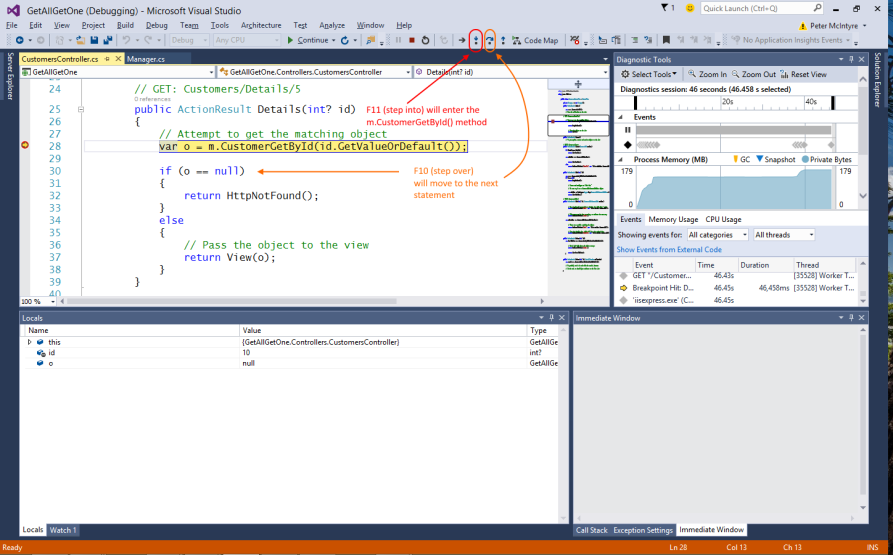 GetAllGetOne (Debugging) - Microsoft Visual Studio
1
Quick Launch (Ctrl+Q)
File Edit View Project Build Debug Team Tools Architecture Test Analyze Window Help
Peter McIntyre
Debug Any CPU Continue Code Map No Application Insights Events
Server Explorer
CustomersController.cs Manager.cs
GetAllGetOne GetAllGetOne.Controllers.CustomersController Details(int? id)
24 // GET: Customers/Details/5
0 references
25 public ActionResult Details(int? id)
26 {
27 // Attempt to get the matching object
28 var o = m.CustomerGetById(id.GetValueOrDefault());
29
30 if (o == null)
31 {
32 return HttpNotFound();
33 }
34 else
35 {
36 // Pass the object to the view
37 return View(o);
38 }
39 }
40
F11 (step into) will enter the
m.CustomerGetById() method
F10 (step over)
will move to the next
statement
100 %
Diagnostic Tools
Select Tools Zoom In Zoom Out Reset View
Diagnostics session: 46 seconds (46.458 s selected)
20s 40s
Events
Process Memory (MB) GC Snapshot Private Bytes
179 179
0 0
Events Memory Usage CPU Usage
Showing events for: All categories All threads
Show Events from External Code
Event Time Duration Thread
GET "/Customer... 46.43s [35528] Worker T...
Breakpoint Hit: D... 46.45s 46,458ms [35528] Worker T...
'iisexpress.exe' (C... 46.45s
Solution Explorer
Locals
Name Value Type
this {GetAllGetOne.Controllers.CustomersController} GetAllGe
id 10 int?
o null GetAllGe
Locals Watch 1
Immediate Window
Call Stack Exception Settings Immediate Window
Ready Ln 28 Col 13 Ch 13 INS